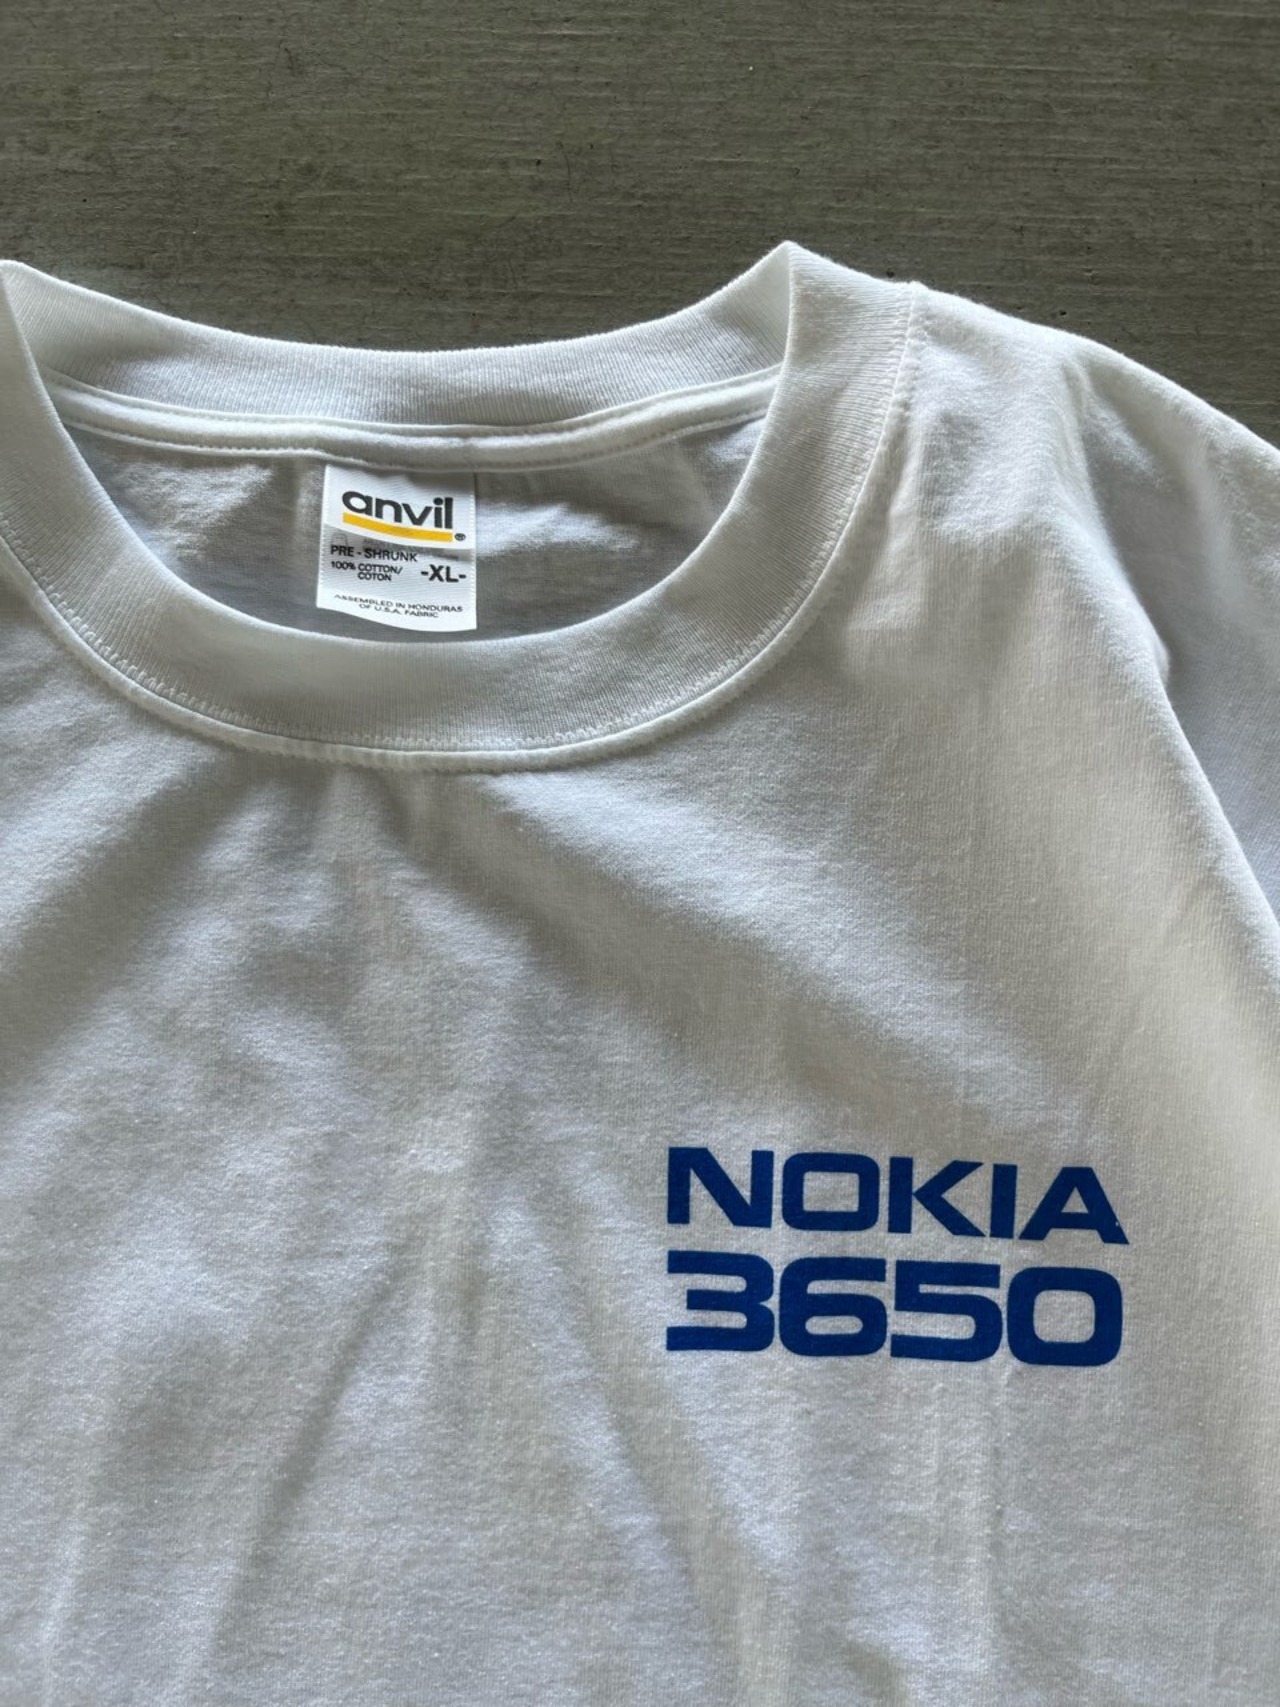 anvil®
PRE - SHRUNK
100% COTTON/
COTON
-XL-
ASSEMBLED IN HONDURAS
OF U.S.A. FABRIC
NOKIA
3650